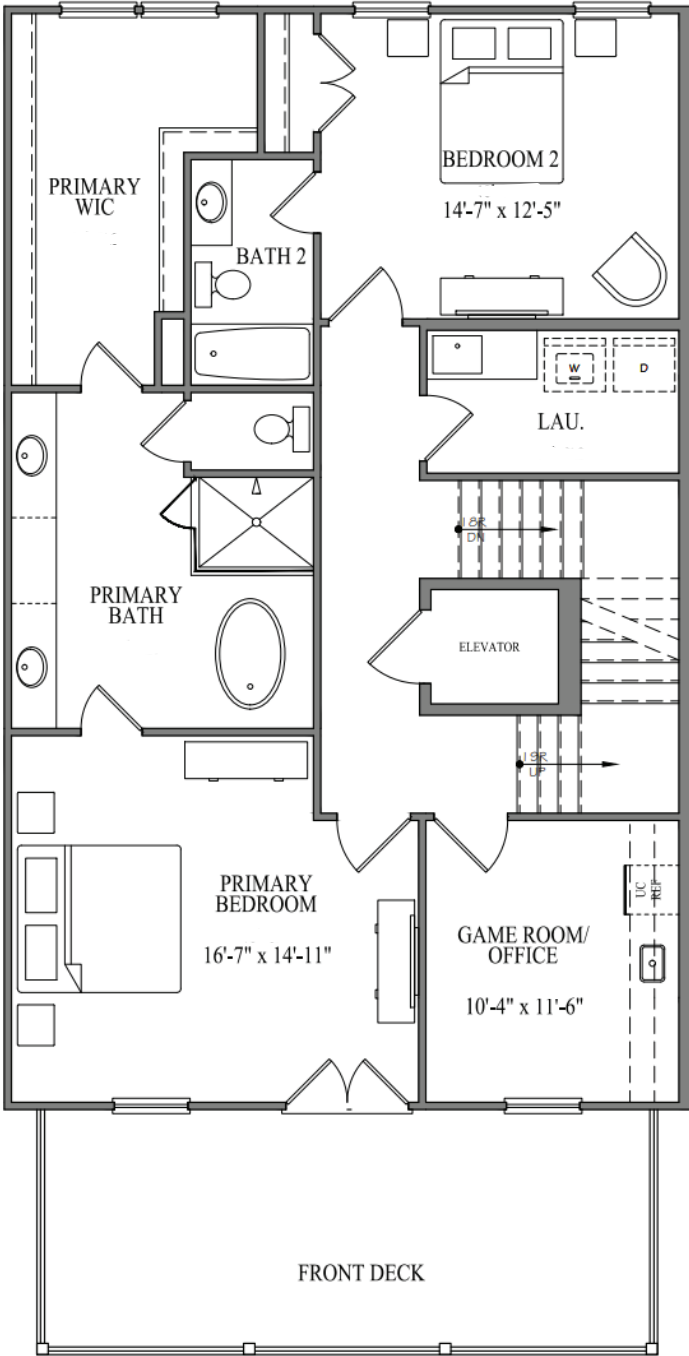 BEDROOM 2
14'-7" x 12'-5"
PRIMARY
WIC
BATH 2
W
D
LAU.
18R
DN
PRIMARY
BATH
ELEVATOR
19R
UP
PRIMARY
BEDROOM
16'-7" x 14'-11"
UC
REF
GAME ROOM/
OFFICE
10'-4" x 11'-6"
FRONT DECK